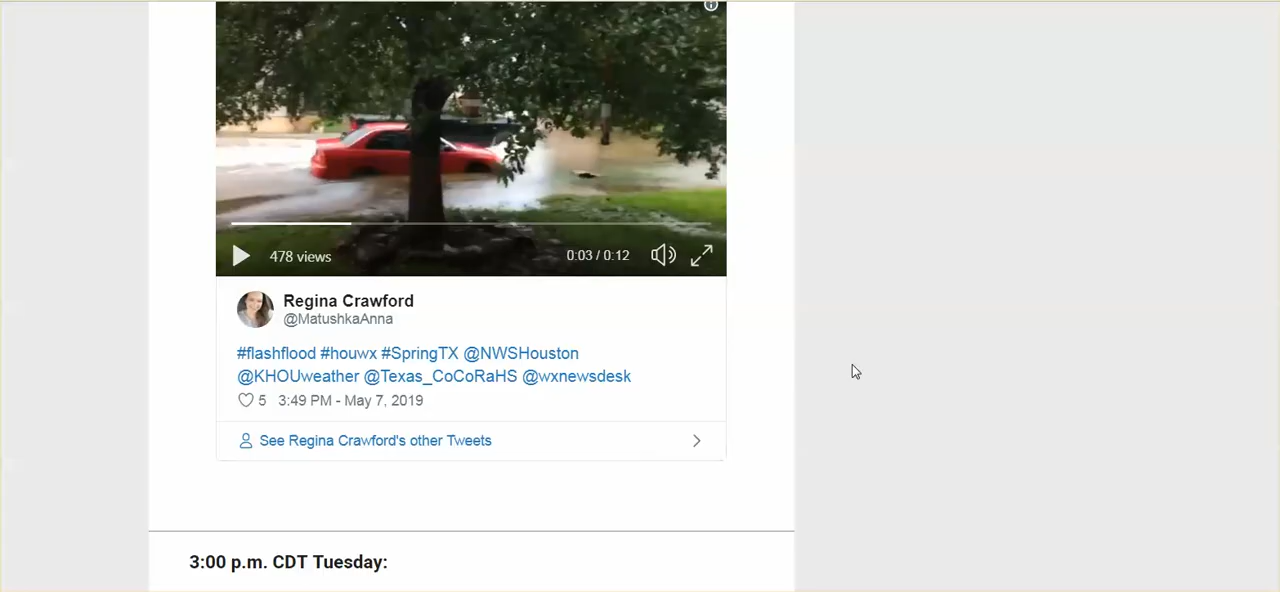 478 views
0:03 / 0:12
Regina Crawford
@MatushkaAnna
#flashflood #houwx #SpringTX @NWSHouston
@KHOUweather @Texas_CoCoRaHS @wxnewsdesk
5 3:49 PM - May 7, 2019
See Regina Crawford's other Tweets
3:00 p.m. CDT Tuesday: